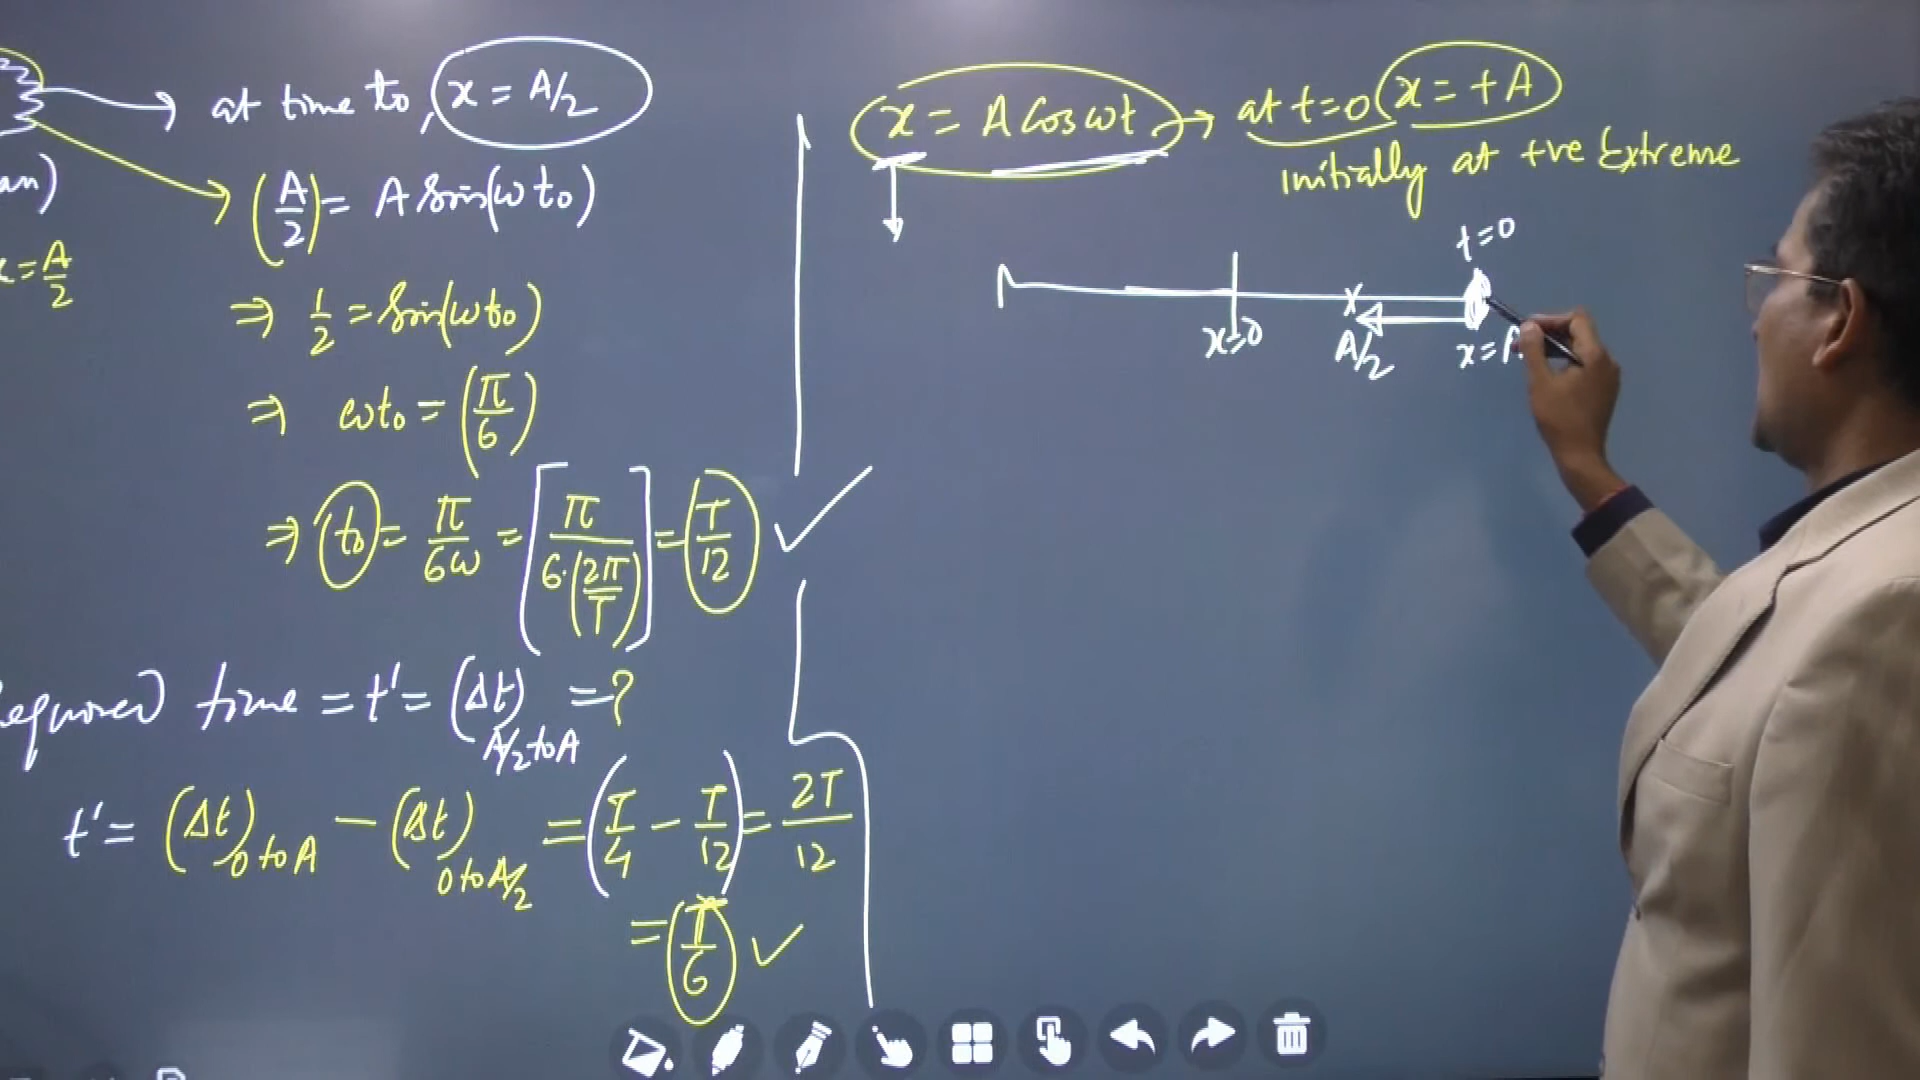 at time t₀, x = A/2
an)
x = A/2
(A/2) = A sin(ωt₀)
⇒ 1/2 = sin(ωt₀)
⇒ ωt₀ = (π/6)
⇒ t₀ = π/6ω = [π/6·(2π/T)] = T/12 ✓
Required time = t' = (Δt) A/2 to A = ?
t' = (Δt) 0 to A − (Δt) 0 to A/2 = (T/4 − T/12) = 2T/12
= T/6 ✓
x = A cos ωt → at t=0 x = +A
initially at +ve Extreme
t=0
x=0
A/2
x=A